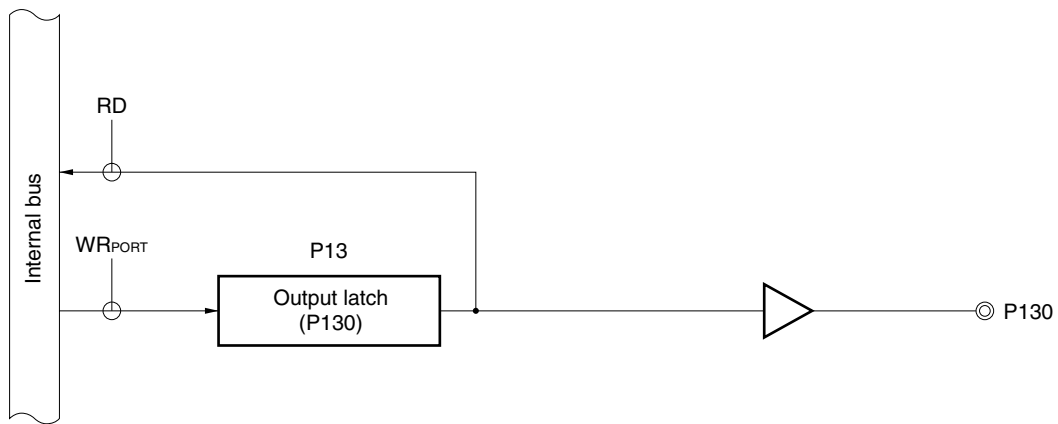 RD
Internal bus
WRPORT
P13
Output latch
(P130)
P130